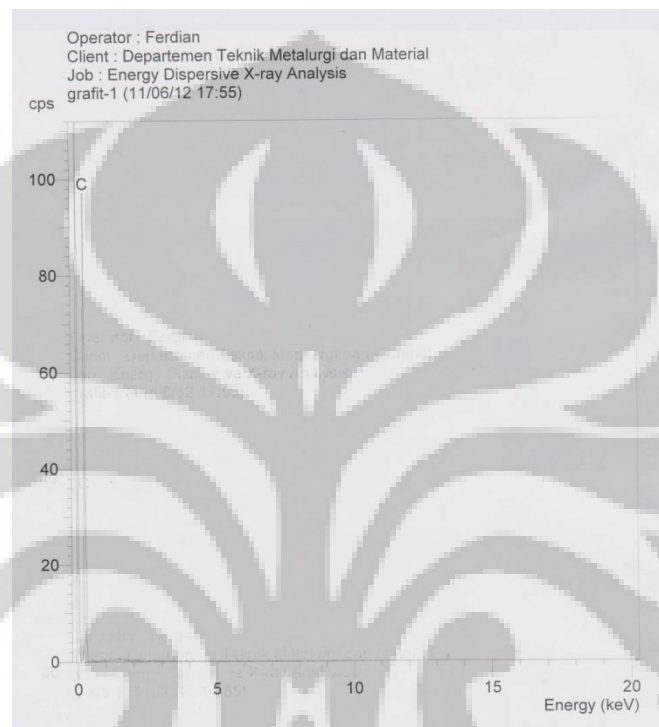 Operator : Ferdian
Client : Departemen Teknik Metalurgi dan Material
Job : Energy Dispersive X-ray Analysis
grafit-1 (11/06/12 17:55)
cps
100
C
80
60
40
20
0
0 5 10 15 20
Energy (keV)